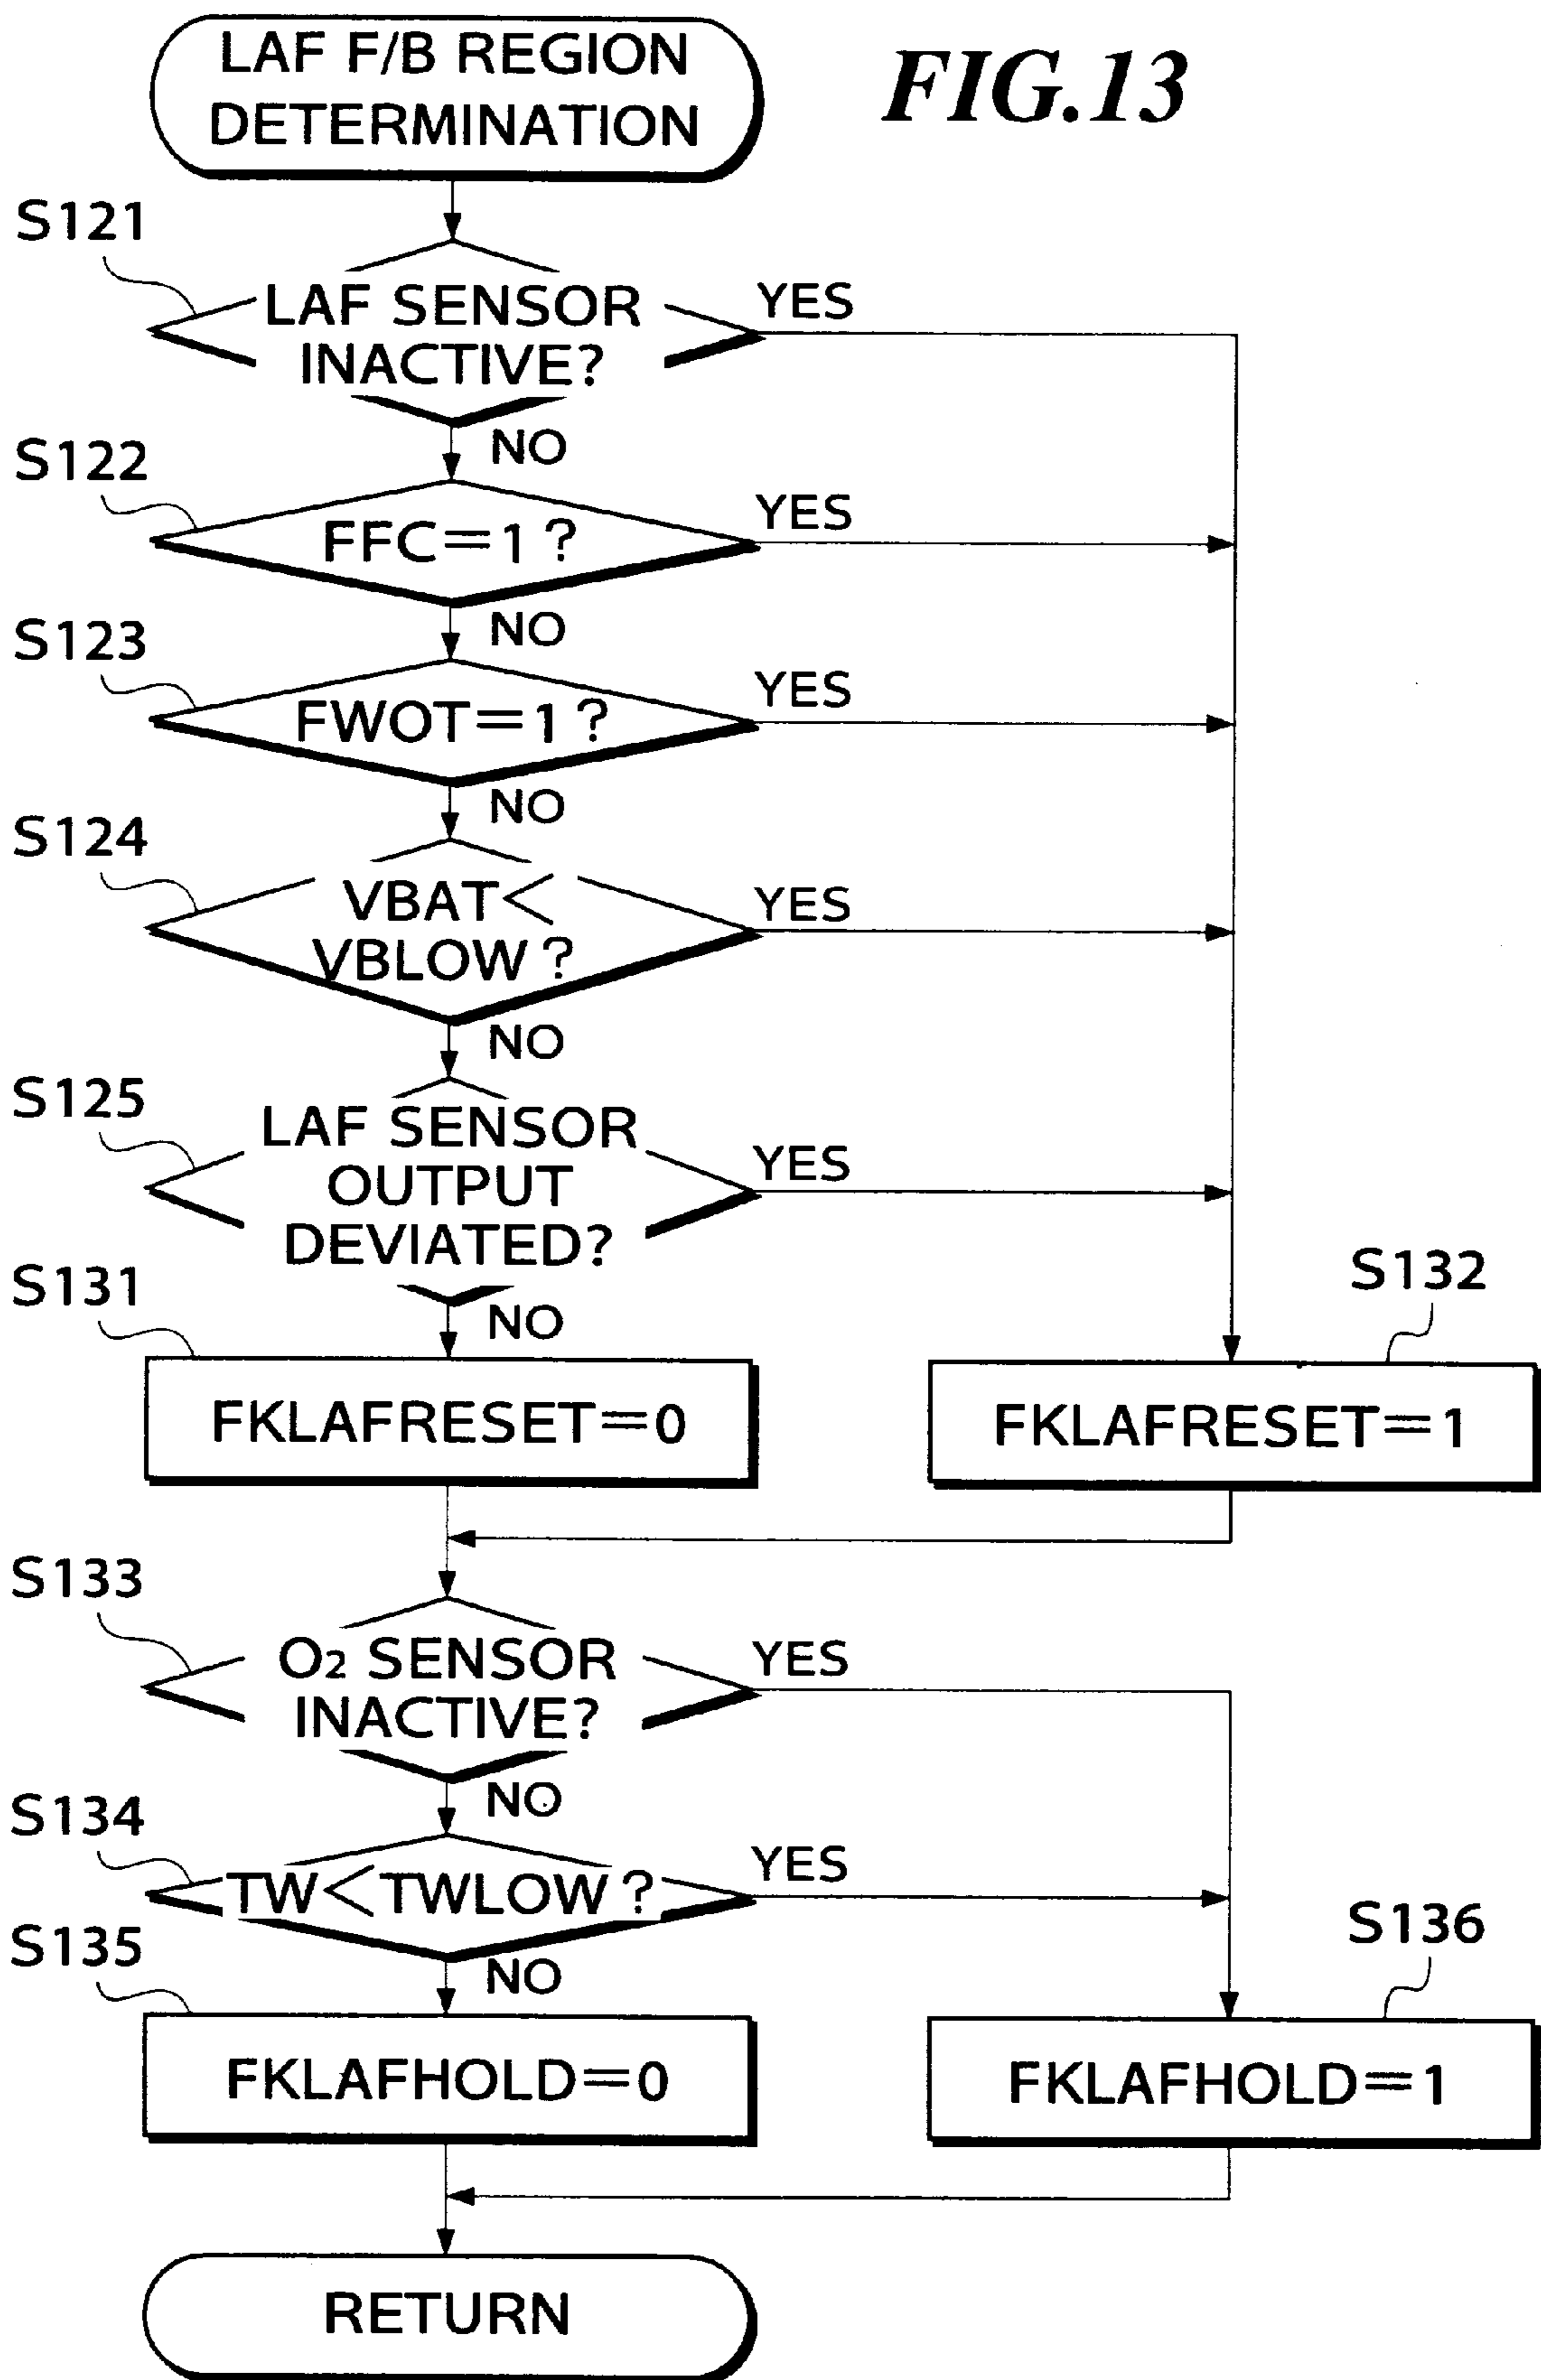 LAF F/B REGION
DETERMINATION
FIG.13
S121
LAF SENSOR
INACTIVE?
YES
NO
S122
FFC=1?
YES
NO
S123
FWOT=1?
YES
NO
S124
VBAT<
VBLOW?
YES
NO
S125
LAF SENSOR
OUTPUT
DEVIATED?
YES
NO
S131
FKLAFRESET=0
S132
FKLAFRESET=1
S133
O2 SENSOR
INACTIVE?
YES
NO
S134
TW<TWLOW?
YES
NO
S135
FKLAFHOLD=0
S136
FKLAFHOLD=1
RETURN